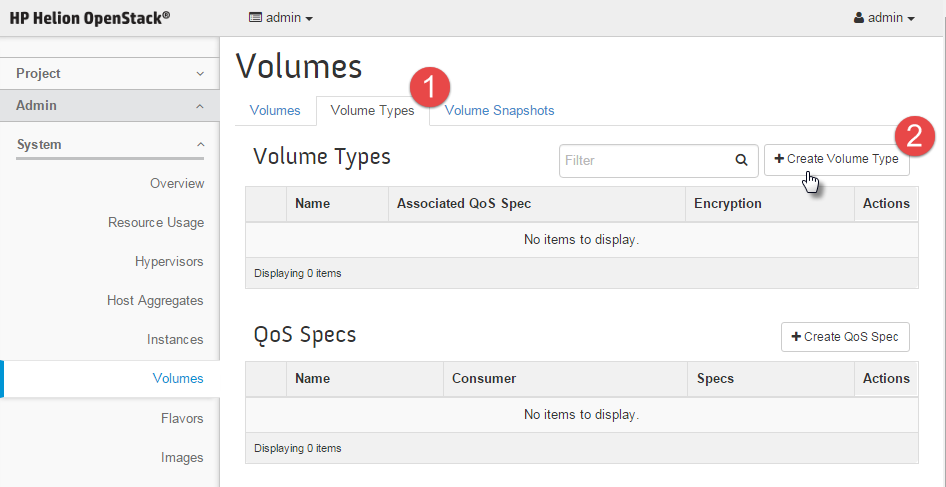 HP Helion OpenStack®
admin
admin
Project
Admin
System
Overview
Resource Usage
Hypervisors
Host Aggregates
Instances
Volumes
Flavors
Images
Volumes
1
Volumes Volume Types Volume Snapshots
2
Volume Types
Filter
+ Create Volume Type
Name Associated QoS Spec Encryption Actions
No items to display.
Displaying 0 items
QoS Specs
+ Create QoS Spec
Name Consumer Specs Actions
No items to display.
Displaying 0 items